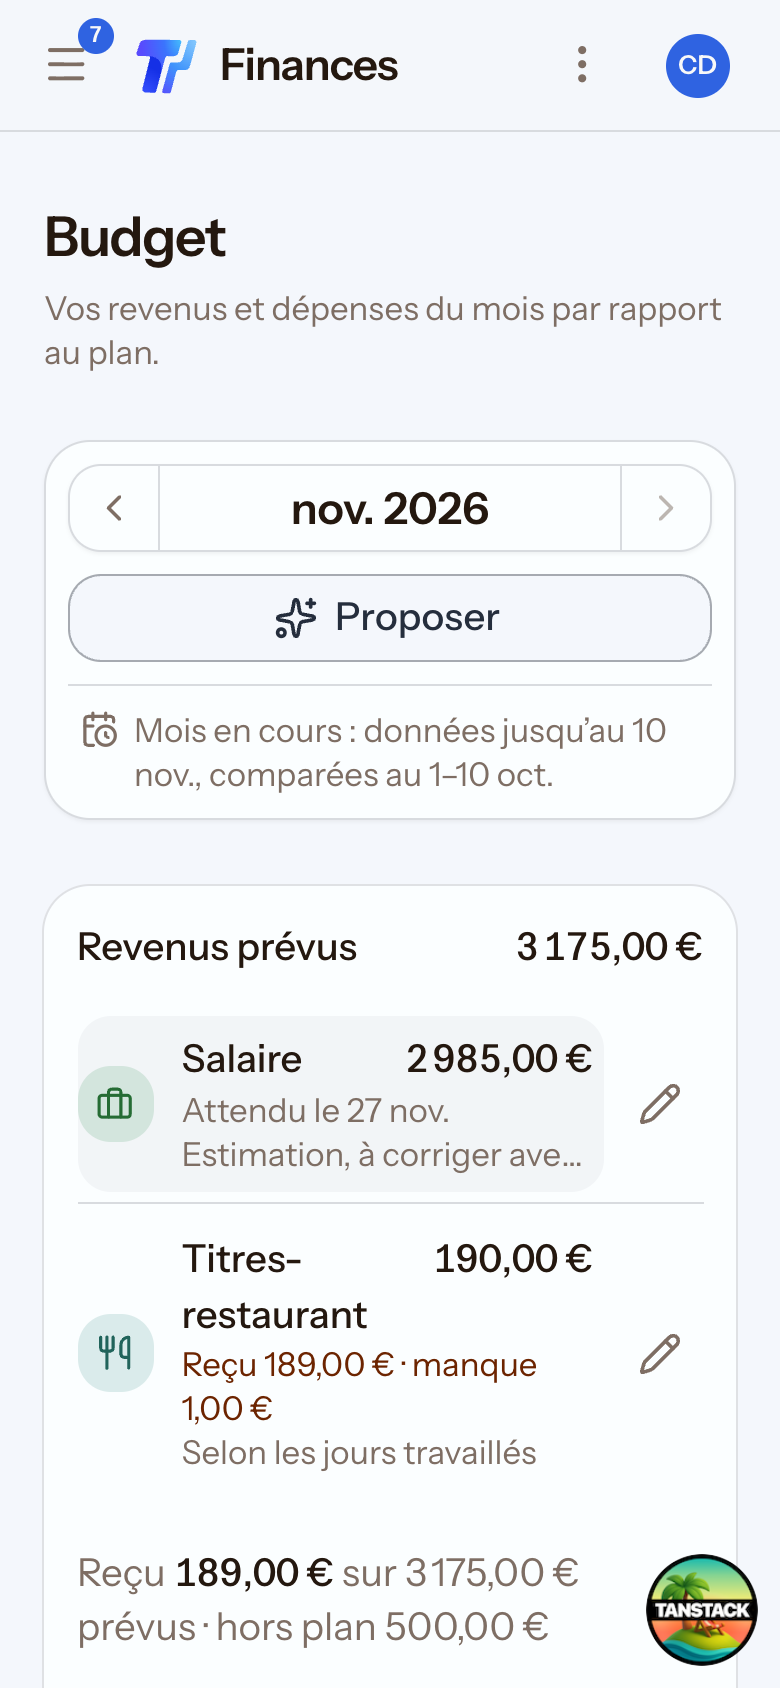 7
Finances
CD
Budget
Vos revenus et dépenses du mois par rapport
au plan.
nov. 2026
Proposer
Mois en cours : données jusqu’au 10
nov., comparées au 1–10 oct.
Revenus prévus 3 175,00 €
Salaire 2 985,00 €
Attendu le 27 nov.
Estimation, à corriger ave...
Titres- 190,00 €
restaurant
Reçu 189,00 € · manque
1,00 €
Selon les jours travaillés
Reçu 189,00 € sur 3 175,00 €
prévus · hors plan 500,00 €
TANSTACK